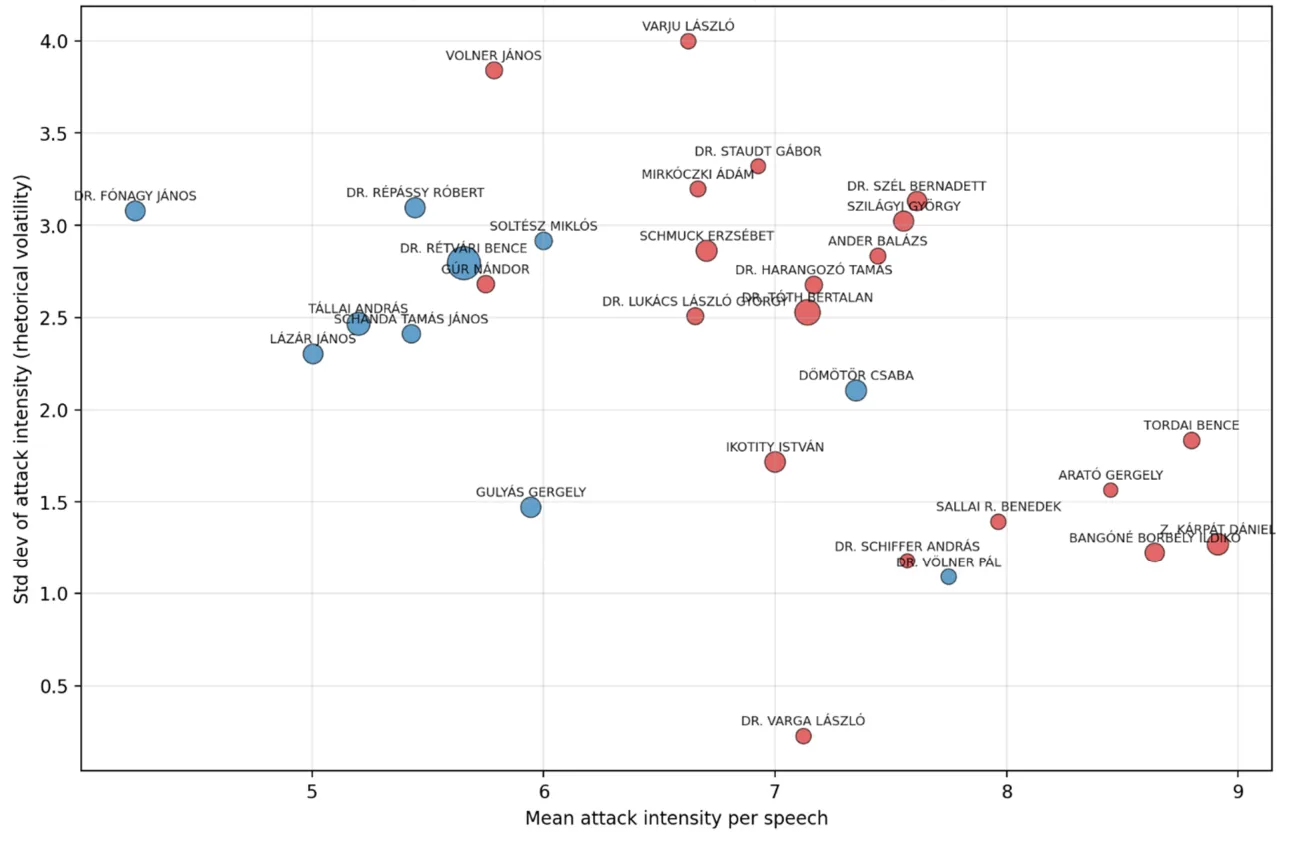 4.0
3.5
3.0
2.5
2.0
1.5
1.0
0.5
Std dev of attack intensity (rhetorical volatility)
VARJU LÁSZLÓ
VOLNER JÁNOS
DR. STAUDT GÁBOR
MIRKÓCZKI ÁDÁM
DR. SZÉL BERNADETT
DR. FÓNAGY JÁNOS
DR. RÉPÁSSY RÓBERT
SZILÁGYI GYÖRGY
SOLTÉSZ MIKLÓS
SCHMUCK ERZSÉBET
ANDER BALÁZS
DR. RÉTVÁRI BENCE
GÚR NÁNDOR
DR. HARANGOZÓ TAMÁS
DR. TÓTH BERTALAN
DR. LUKÁCS LÁSZLÓ GYÖRGY
TÁLLAI ANDRÁS
SCHANDA TAMÁS JÁNOS
LÁZÁR JÁNOS
DÖMÖTÖR CSABA
TORDAI BENCE
IKOTITY ISTVÁN
ARATÓ GERGELY
GULYÁS GERGELY
SALLAI R. BENEDEK
Z. KÁRPÁT DÁNIEL
BANGÓNÉ BORBÉLY ILDIKÓ
DR. SCHIFFER ANDRÁS
DR. VÖLNER PÁL
DR. VARGA LÁSZLÓ
5 6 7 8 9
Mean attack intensity per speech